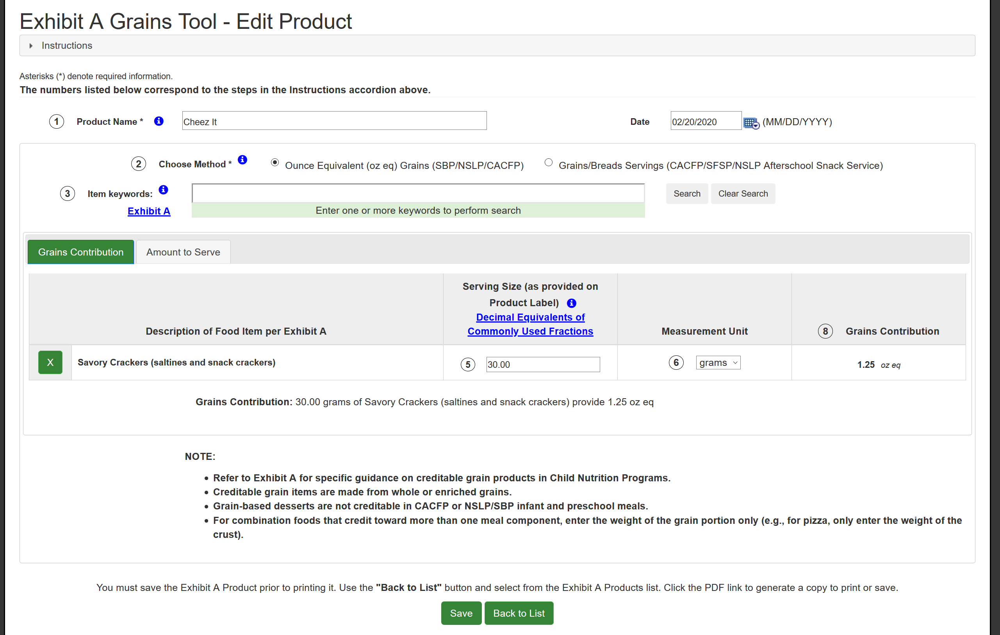 Exhibit A Grains Tool - Edit Product
Instructions
Asterisks (*) denote required information.
The numbers listed below correspond to the steps in the Instructions accordion above.
1 Product Name * Cheez It Date 02/20/2020 (MM/DD/YYYY)
2 Choose Method * Ounce Equivalent (oz eq) Grains (SBP/NSLP/CACFP) Grains/Breads Servings (CACFP/SFSP/NSLP Afterschool Snack Service)
3 Item keywords: Search Clear Search
Exhibit A Enter one or more keywords to perform search
Grains Contribution Amount to Serve
Serving Size (as provided on
Product Label)
Decimal Equivalents of
Description of Food Item per Exhibit A Commonly Used Fractions Measurement Unit 8 Grains Contribution
X Savory Crackers (saltines and snack crackers) 5 30.00 6 grams 1.25 oz eq
Grains Contribution: 30.00 grams of Savory Crackers (saltines and snack crackers) provide 1.25 oz eq
NOTE:
• Refer to Exhibit A for specific guidance on creditable grain products in Child Nutrition Programs.
• Creditable grain items are made from whole or enriched grains.
• Grain-based desserts are not creditable in CACFP or NSLP/SBP infant and preschool meals.
• For combination foods that credit toward more than one meal component, enter the weight of the grain portion only (e.g., for pizza, only enter the weight of the
crust).
You must save the Exhibit A Product prior to printing it. Use the "Back to List" button and select from the Exhibit A Products list. Click the PDF link to generate a copy to print or save.
Save Back to List